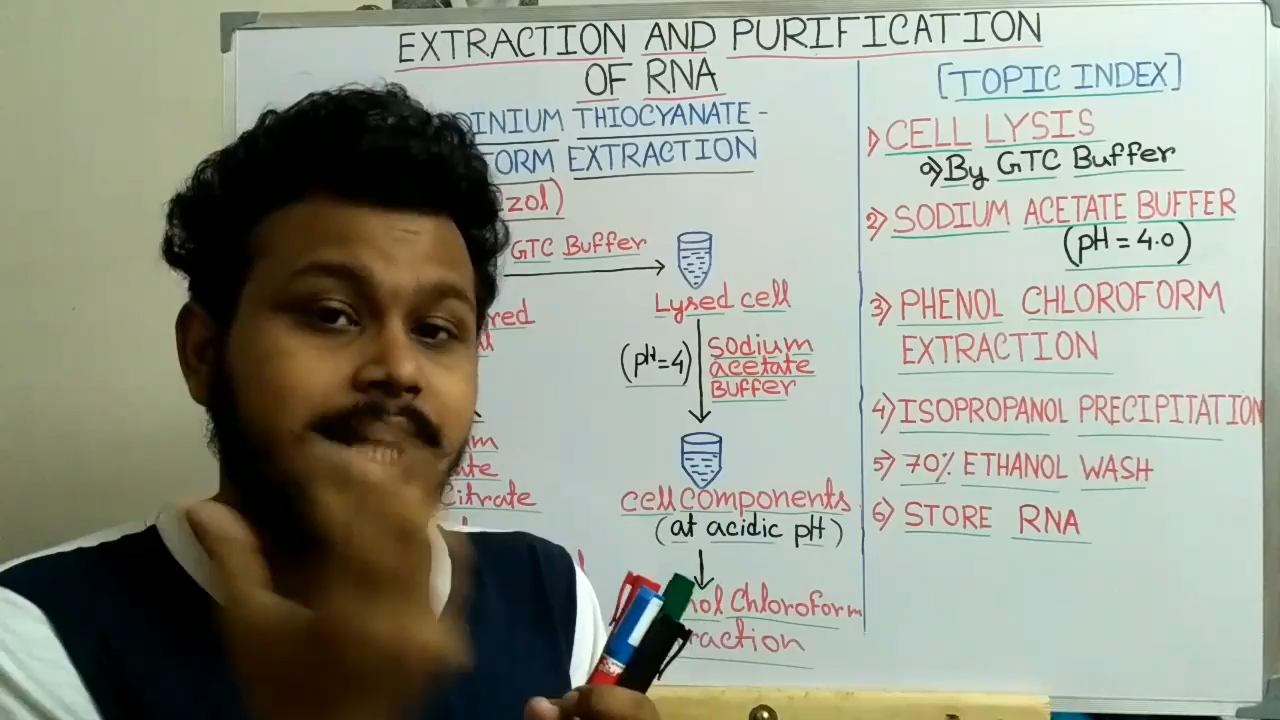 EXTRACTION AND PURIFICATION
OF RNA
THIOCYANATE -
EXTRACTION
GTC Buffer
Lysed cell
(pH=4)
Sodium
acetate
Buffer
Citrate
cell components
(at acidic pH)
Chloroform
[TOPIC INDEX]
1) CELL LYSIS
a) By GTC Buffer
2) SODIUM ACETATE BUFFER
(pH = 4.0)
3) PHENOL CHLOROFORM
EXTRACTION
4) ISOPROPANOL PRECIPITATION
5) 70% ETHANOL WASH
6) STORE RNA